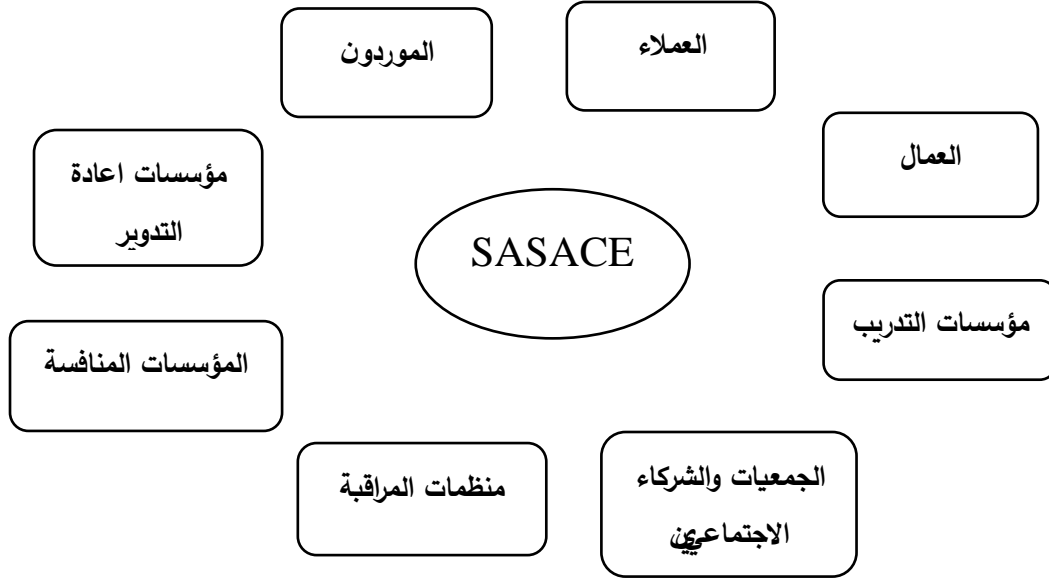 العملاء
الموردون
العمال
مؤسسات اعادة
التدوير
SASACE
مؤسسات التدريب
المؤسسات المنافسة
الجمعيات والشركاء
الاجتماعيين
منظمات المراقبة